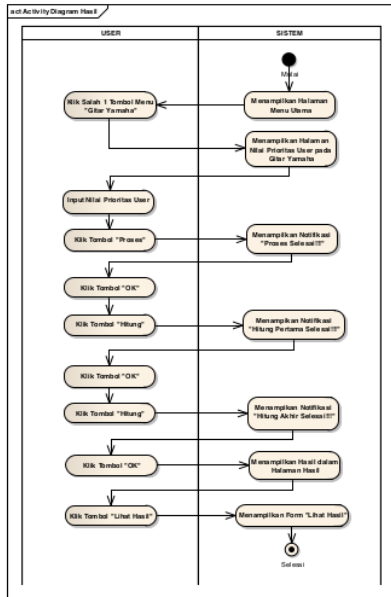 act Activity Diagram Hasil
USER
SISTEM
Mulai
Menampilkan Halaman
Menu Utama
Klik Salah 1 Tombol Menu
"Gitar Yamaha"
Menampilkan Halaman
Nilai Prioritas User pada
Gitar Yamaha
Input Nilai Prioritas User
Klik Tombol "Proses"
Menampilkan Notifikasi
"Proses Selesai!!!"
Klik Tombol "OK"
Klik Tombol "Hitung"
Menampikan Notifikasi
"Hitung Pertama Selesai!!!"
Klik Tombol "OK"
Klik Tombol "Hitung"
Menampikan Notifikasi
"Hitung Akhir Selesai!!!"
Klik Tombol "OK"
Menampilkan Hasil dalam
Halaman Hasil
Klik Tombol "Lihat Hasil"
Menampilkan Form "Lihat Hasil"
Selesai